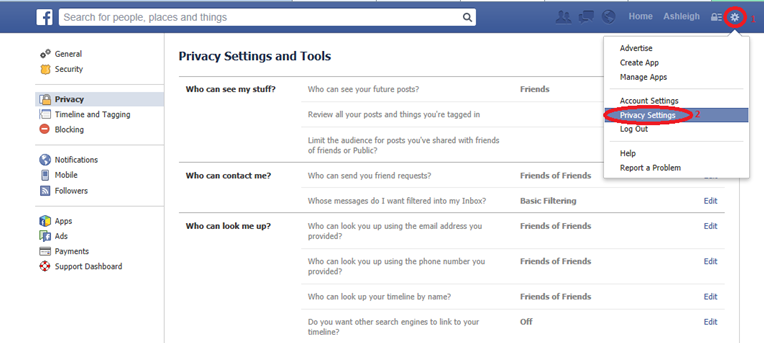 f
Search for people, places and things
Home
Ashleigh
1
Advertise
Create App
Manage Apps
Account Settings
Privacy Settings 2
Log Out
Help
Report a Problem
General
Security
Privacy
Timeline and Tagging
Blocking
Notifications
Mobile
Followers
Apps
Ads
Payments
Support Dashboard
Privacy Settings and Tools
Who can see my stuff?
Who can see your future posts?
Friends
Review all your posts and things you're tagged in
Limit the audience for posts you've shared with friends
of friends or Public?
Who can contact me?
Who can send you friend requests?
Friends of Friends
Edit
Whose messages do I want filtered into my Inbox?
Basic Filtering
Edit
Who can look me up?
Who can look you up using the email address you
provided?
Friends of Friends
Edit
Who can look you up using the phone number you
provided?
Friends of Friends
Edit
Who can look up your timeline by name?
Friends of Friends
Edit
Do you want other search engines to link to your
timeline?
Off
Edit